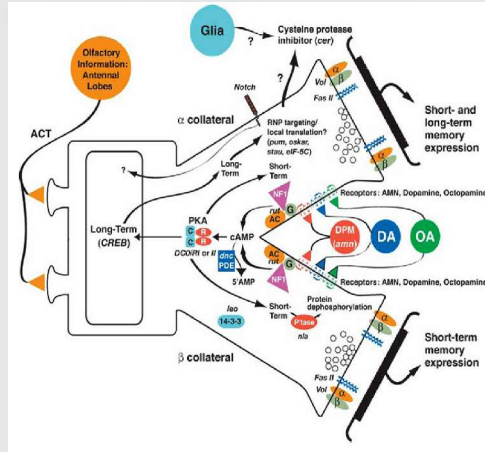 Glia
Cysteine protease
inhibitor (cer)
?
?
Olfactory
Information:
Antennal
Lobes
ACT
Notch
α collateral
RNP targeting/
local translation?
(pum, oskar,
stau, eIF-5C)
α
β
Vol
Fas II
Short- and
long-term
memory
expression
?
Long-
Term
Short-
Term
NF1
rut
AC
G
Receptors: AMN, Dopamine, Octopamine
Long-Term
(CREB)
PKA
C R
C R
DCO/RI or II
cAMP
dnc
PDE
5'AMP
DPM
(amn)
DA
OA
AC
rut
G
NF1
Receptors: AMN, Dopamine, Octopamine
leo
14-3-3
Short-
Term
Protein
dephosphorylation
P'tase
nla
β collateral
α
β
Short-term
memory
expression
Fas II
Vol
α
β